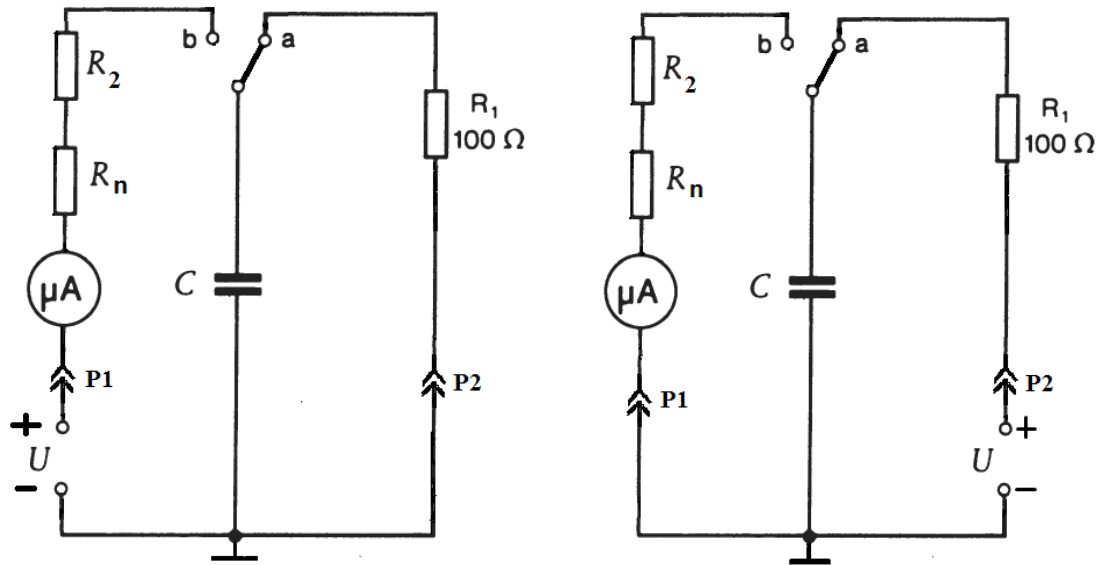 b
a
R2
R1
100 Ω
Rn
µA
C
P1
P2
+
U
−
b
a
R2
R1
100 Ω
Rn
µA
C
P1
P2
+
U
−